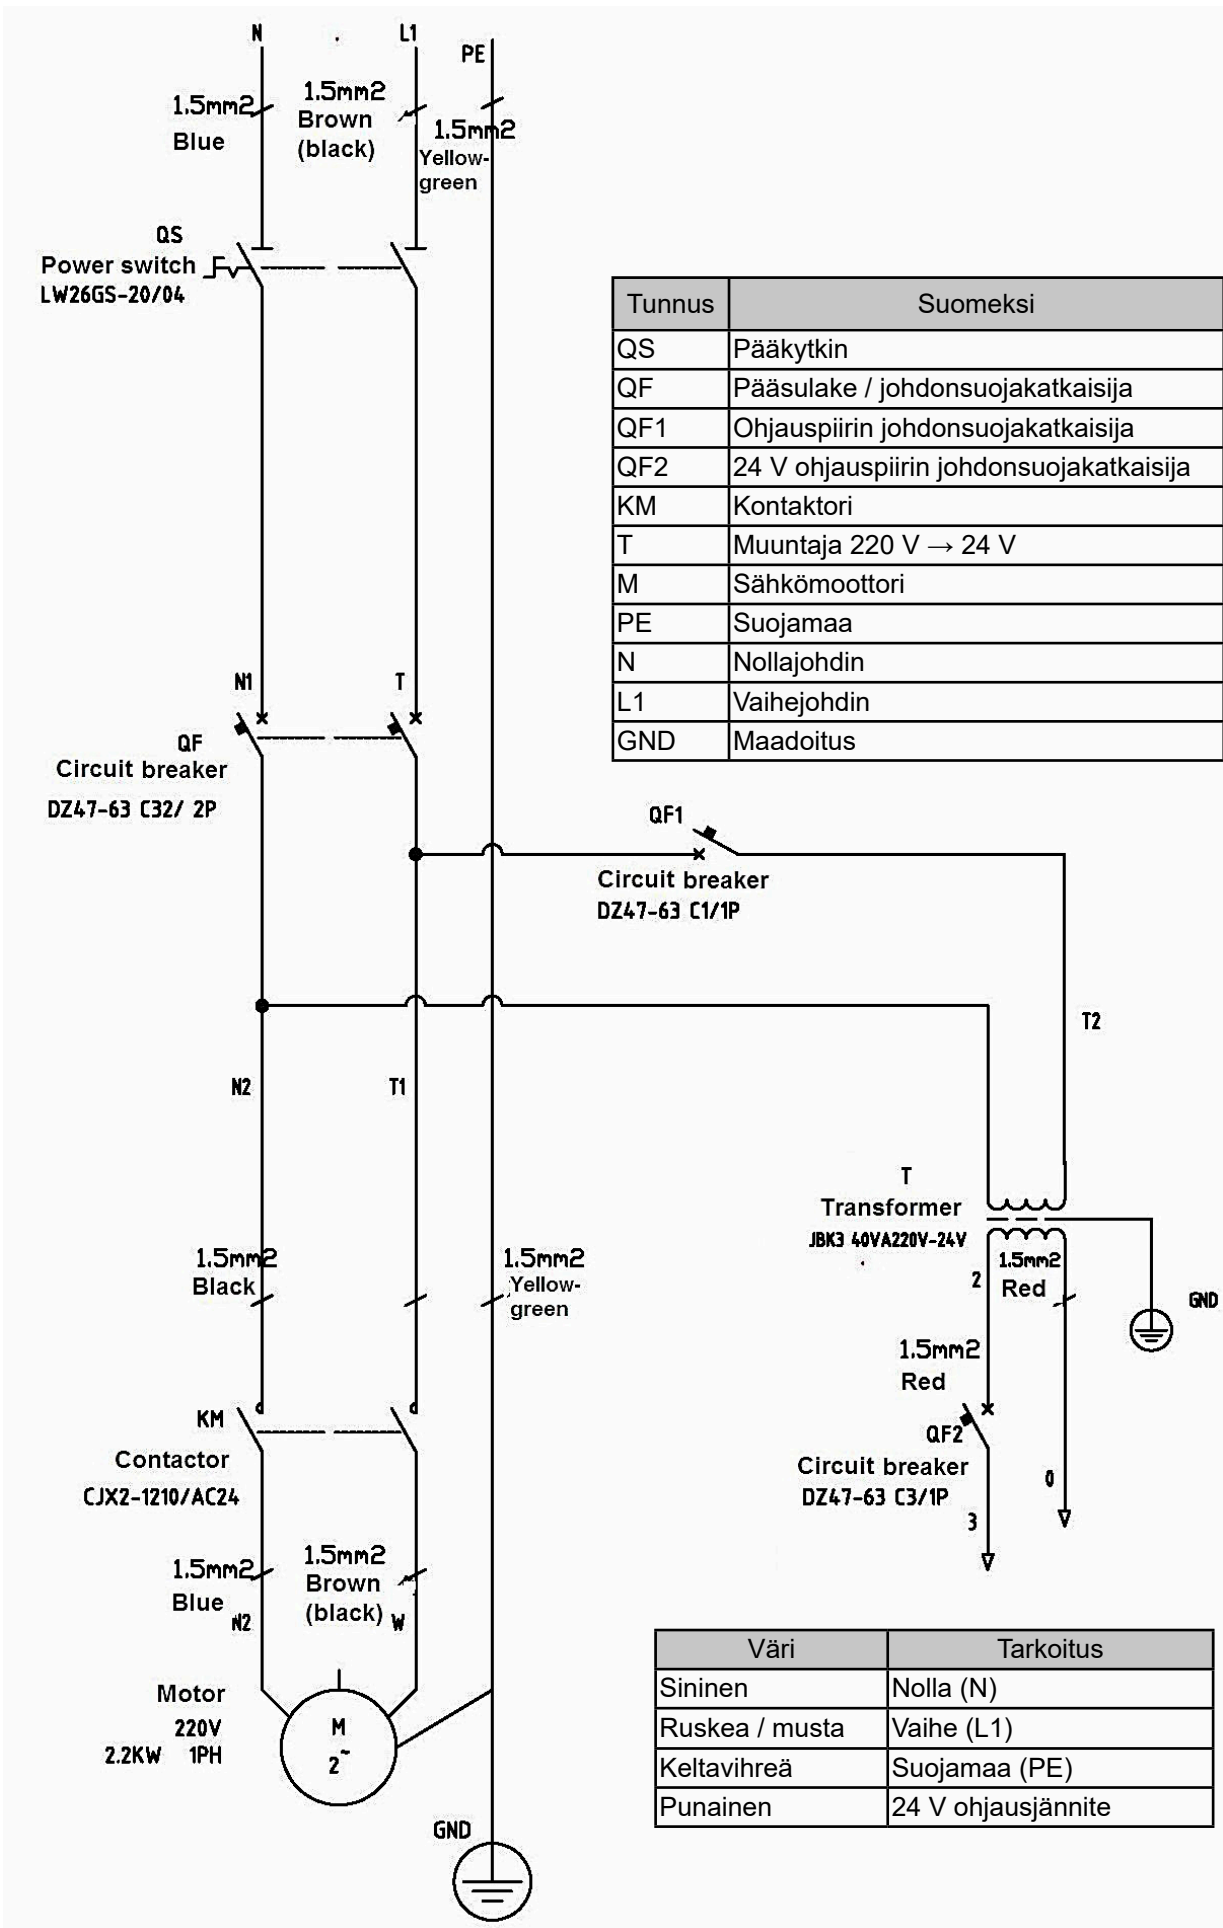 N
L1
PE
1.5mm2
Blue
1.5mm2
Brown
(black)
1.5mm2
Yellow-
green
QS
Power switch
LW26GS-20/04
Tunnus Suomeksi
QS Pääkytkin
QF Pääsulake / johdonsuojakatkaisija
QF1 Ohjauspiirin johdonsuojakatkaisija
QF2 24 V ohjauspiirin johdonsuojakatkaisija
KM Kontaktori
T Muuntaja 220 V → 24 V
M Sähkömoottori
PE Suojamaa
N Nollajohdin
L1 Vaihejohdin
GND Maadoitus
N1
T
QF
Circuit breaker
DZ47-63 C32/ 2P
QF1
Circuit breaker
DZ47-63 C1/1P
T2
N2
T1
T
Transformer
JBK3 40VA220V-24V
1.5mm2
Black
1.5mm2
Yellow-
green
2
1.5mm2
Red
GND
1.5mm2
Red
KM
Contactor
CJX2-1210/AC24
QF2
Circuit breaker
DZ47-63 C3/1P
0
3
1.5mm2
Blue
N2
1.5mm2
Brown
(black)
W
Motor
220V
2.2KW 1PH
M
2~
GND
Väri Tarkoitus
Sininen Nolla (N)
Ruskea / musta Vaihe (L1)
Keltavihreä Suojamaa (PE)
Punainen 24 V ohjausjännite